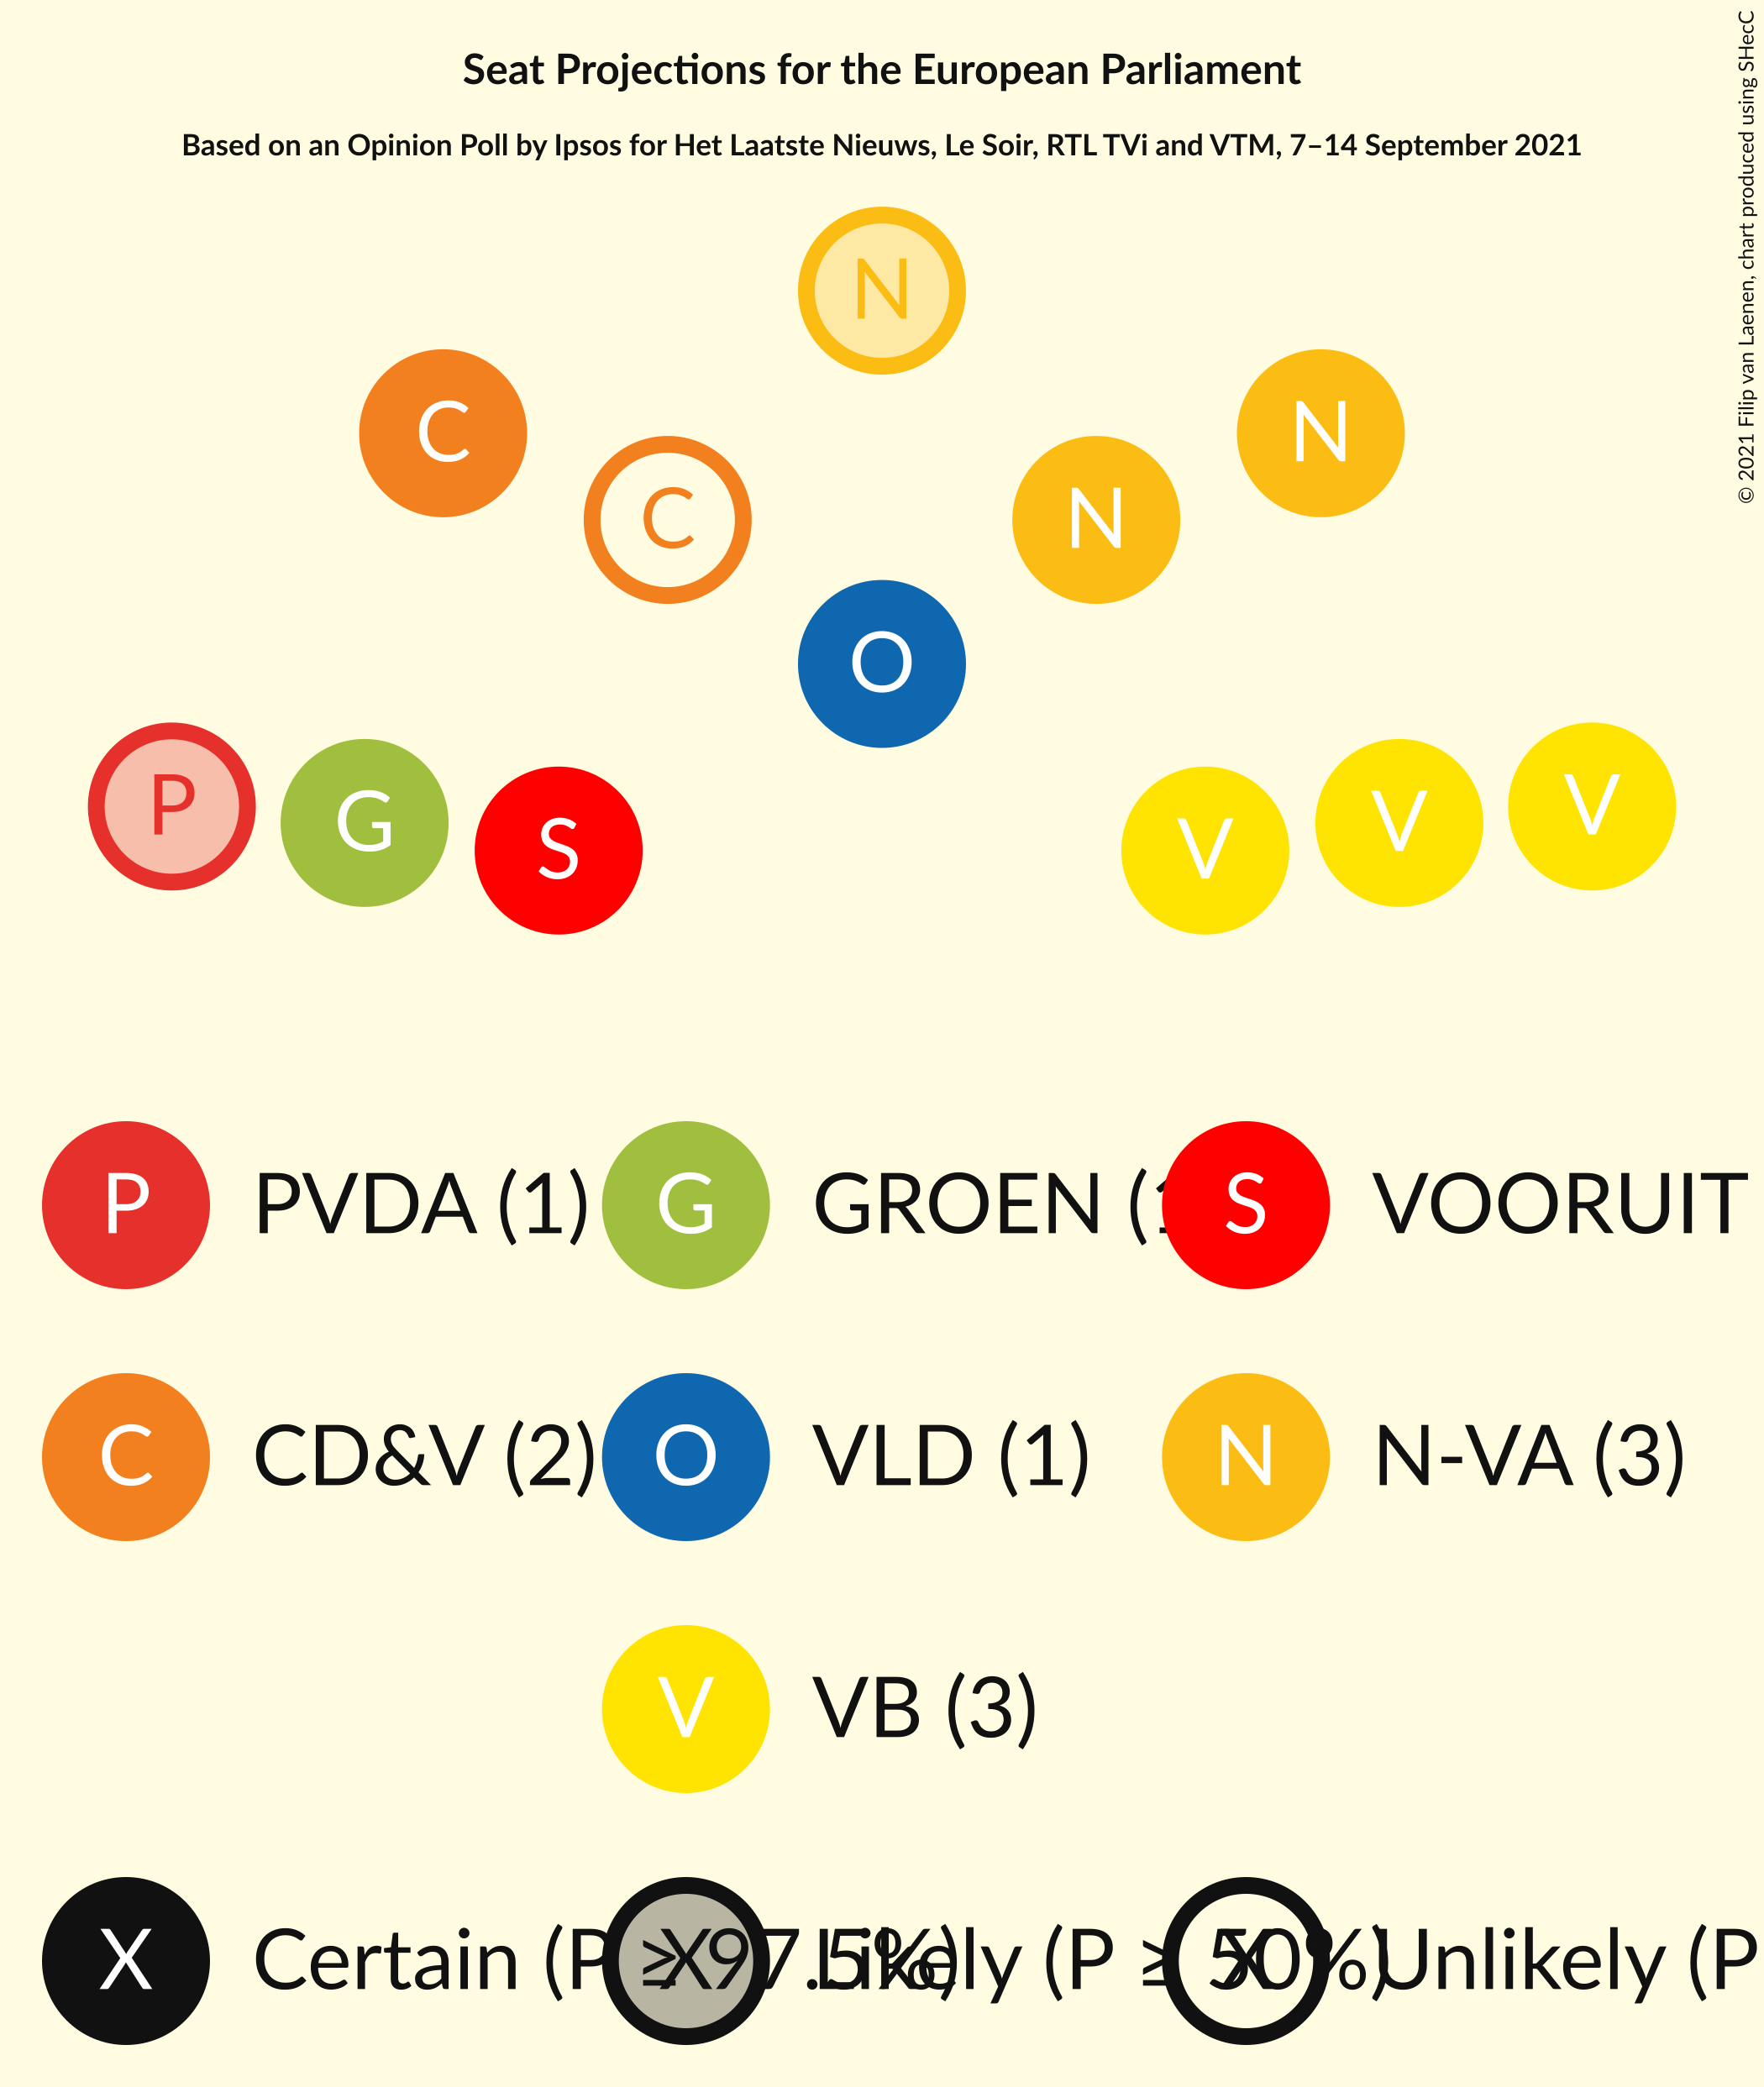 Seat Projections for the European Parliament
Based on an Opinion Poll by Ipsos for Het Laatste Nieuws, Le Soir, RTL TVi and VTM, 7–14 September 2021
© 2021 Filip van Laenen, chart produced using SHecC
N
C
N
C
N
O
P
V
G
V
S
V
P PVDA (1) G GROEN ( S VOORUIT
C CD&V (2) O VLD (1) N N-VA (3)
V VB (3)
X Certain (P ≥ 97.5%) X Likely (P ≥ 50%) X Unlikely (P